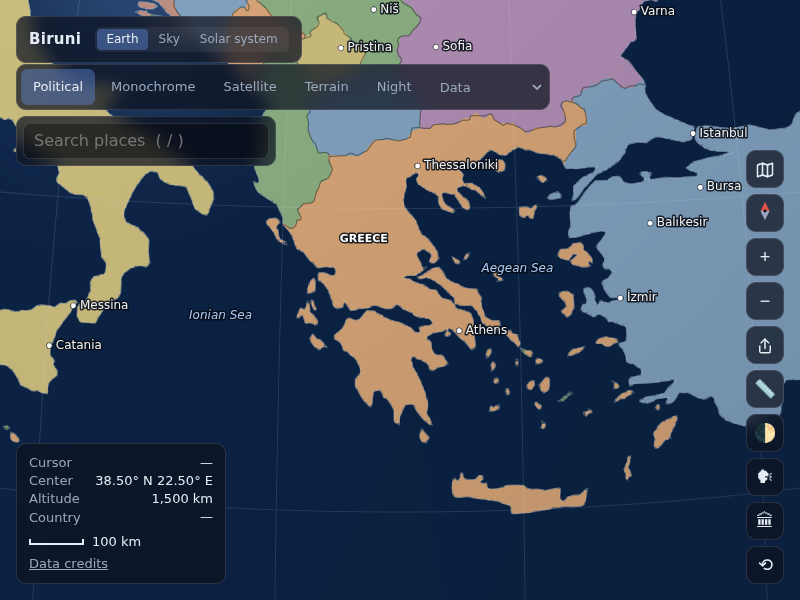 Niš
Varna
Biruni
Earth
Sky
Solar system
Pristina
Sofia
Political
Monochrome
Satellite
Terrain
Night
Data
Search places ( / )
Istanbul
Thessaloniki
Bursa
Balıkesir
GREECE
Aegean Sea
İzmir
Messina
Ionian Sea
Athens
Catania
Cursor —
Center 38.50° N 22.50° E
Altitude 1,500 km
Country —
100 km
Data credits